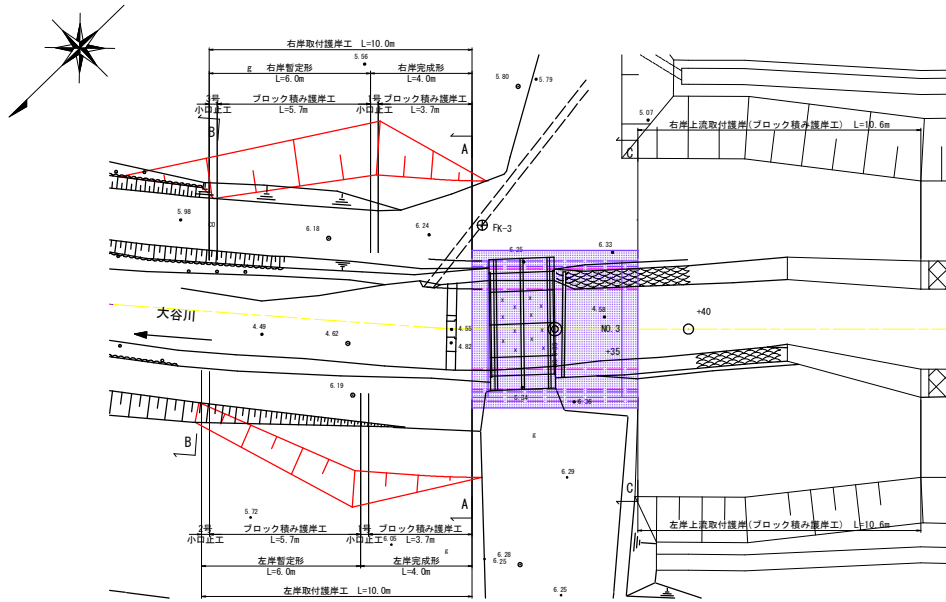 右岸取付護岸工 L=10.0m
5.56
g
右岸暫定形
L=6.0m
右岸完成形
L=4.0m
5.80
5.79
ブロック積み護岸工
L=5.7m
1号
小口止工
ブロック積み護岸工
L=3.7m
小口止工
B
A
5.07
右岸上流取付護岸(ブロック積み護岸工) L=10.6m
C
5.98
CO
6.18
6.24
FK-3
6.35
6.33
大谷川
4.49
4.62
4.55
4.82
4.58
NO.3
+40
+35
6.19
5.34
6.36
B
g
6.29
A
C
5.72
2号
小口止工
ブロック積み護岸工
L=5.7m
1号
小口止工
6.05
ブロック積み護岸工
L=3.7m
g
左岸上流取付護岸(ブロック積み護岸工) L=10.6m
左岸暫定形
L=6.0m
左岸完成形
L=4.0m
6.28
6.25
左岸取付護岸工 L=10.0m
6.25